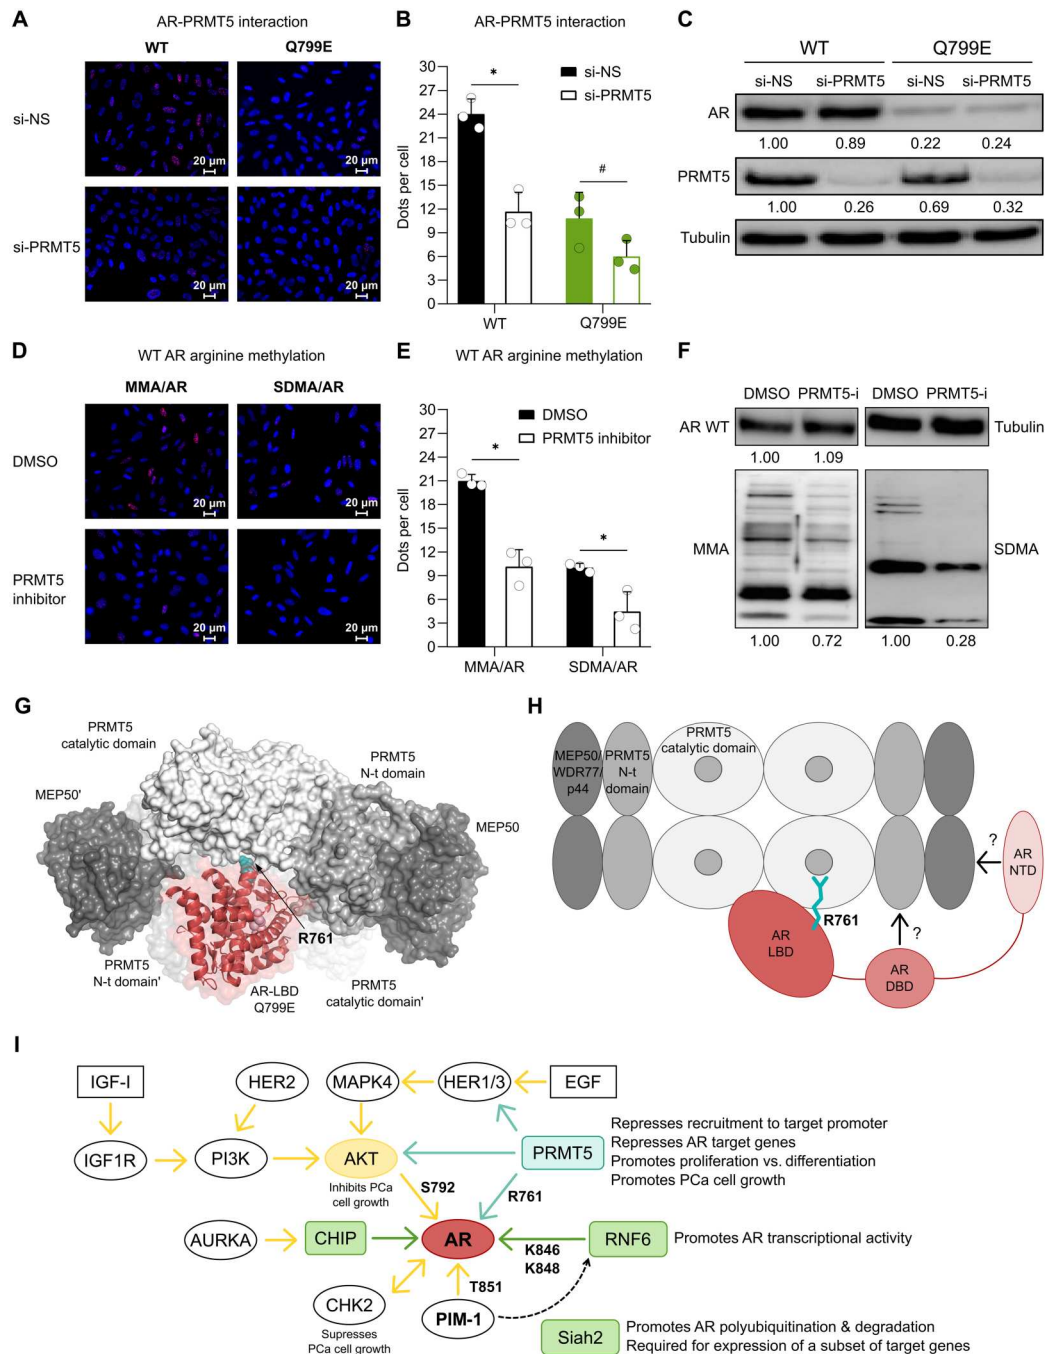 A
AR-PRMT5 interaction
WT
Q799E
si-NS
20 µm
20 µm
si-PRMT5
20 µm
20 µm
B
AR-PRMT5 interaction
30
27
24
21
18
15
12
9
6
3
0
Dots per cell
*
#
si-NS
si-PRMT5
WT
Q799E
C
WT
Q799E
si-NS
si-PRMT5
si-NS
si-PRMT5
AR
1.00
0.89
0.22
0.24
PRMT5
1.00
0.26
0.69
0.32
Tubulin
D
WT AR arginine methylation
MMA/AR
SDMA/AR
DMSO
20 µm
20 µm
PRMT5
inhibitor
20 µm
20 µm
E
WT AR arginine methylation
30
27
24
21
18
15
12
9
6
3
0
Dots per cell
*
*
DMSO
PRMT5 inhibitor
MMA/AR
SDMA/AR
F
DMSO
PRMT5-i
DMSO
PRMT5-i
AR WT
Tubulin
1.00
1.09
MMA
SDMA
1.00
0.72
1.00
0.28
G
PRMT5
catalytic domain
PRMT5
N-t domain
MEP50'
MEP50
R761
PRMT5
N-t domain'
AR-LBD
Q799E
PRMT5
catalytic domain'
H
MEP50/
WDR77/
p44
PRMT5
N-t
domain
PRMT5
catalytic domain
R761
AR
LBD
AR
DBD
AR
NTD
?
?
I
IGF-I
HER2
MAPK4
HER1/3
EGF
IGF1R
PI3K
AKT
Inhibits PCa
cell growth
PRMT5
Represses recruitment to target promoter
Represses AR target genes
Promotes proliferation vs. differentiation
Promotes PCa cell growth
S792
R761
AURKA
CHIP
AR
K846
K848
RNF6
Promotes AR transcriptional activity
CHK2
Supresses
PCa cell growth
T851
PIM-1
Siah2
Promotes AR polyubiquitination & degradation
Required for expression of a subset of target genes